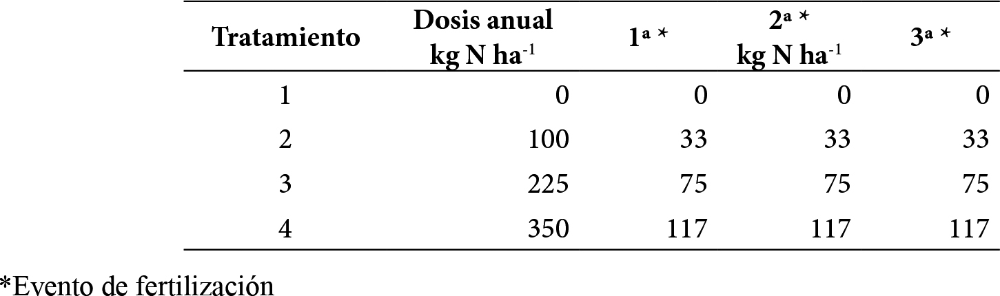 Tratamiento Dosis anual kg N ha-1 1ª * 2ª * kg N ha-1 3ª *
1 0 0 0 0
2 100 33 33 33
3 225 75 75 75
4 350 117 117 117
*Evento de fertilización